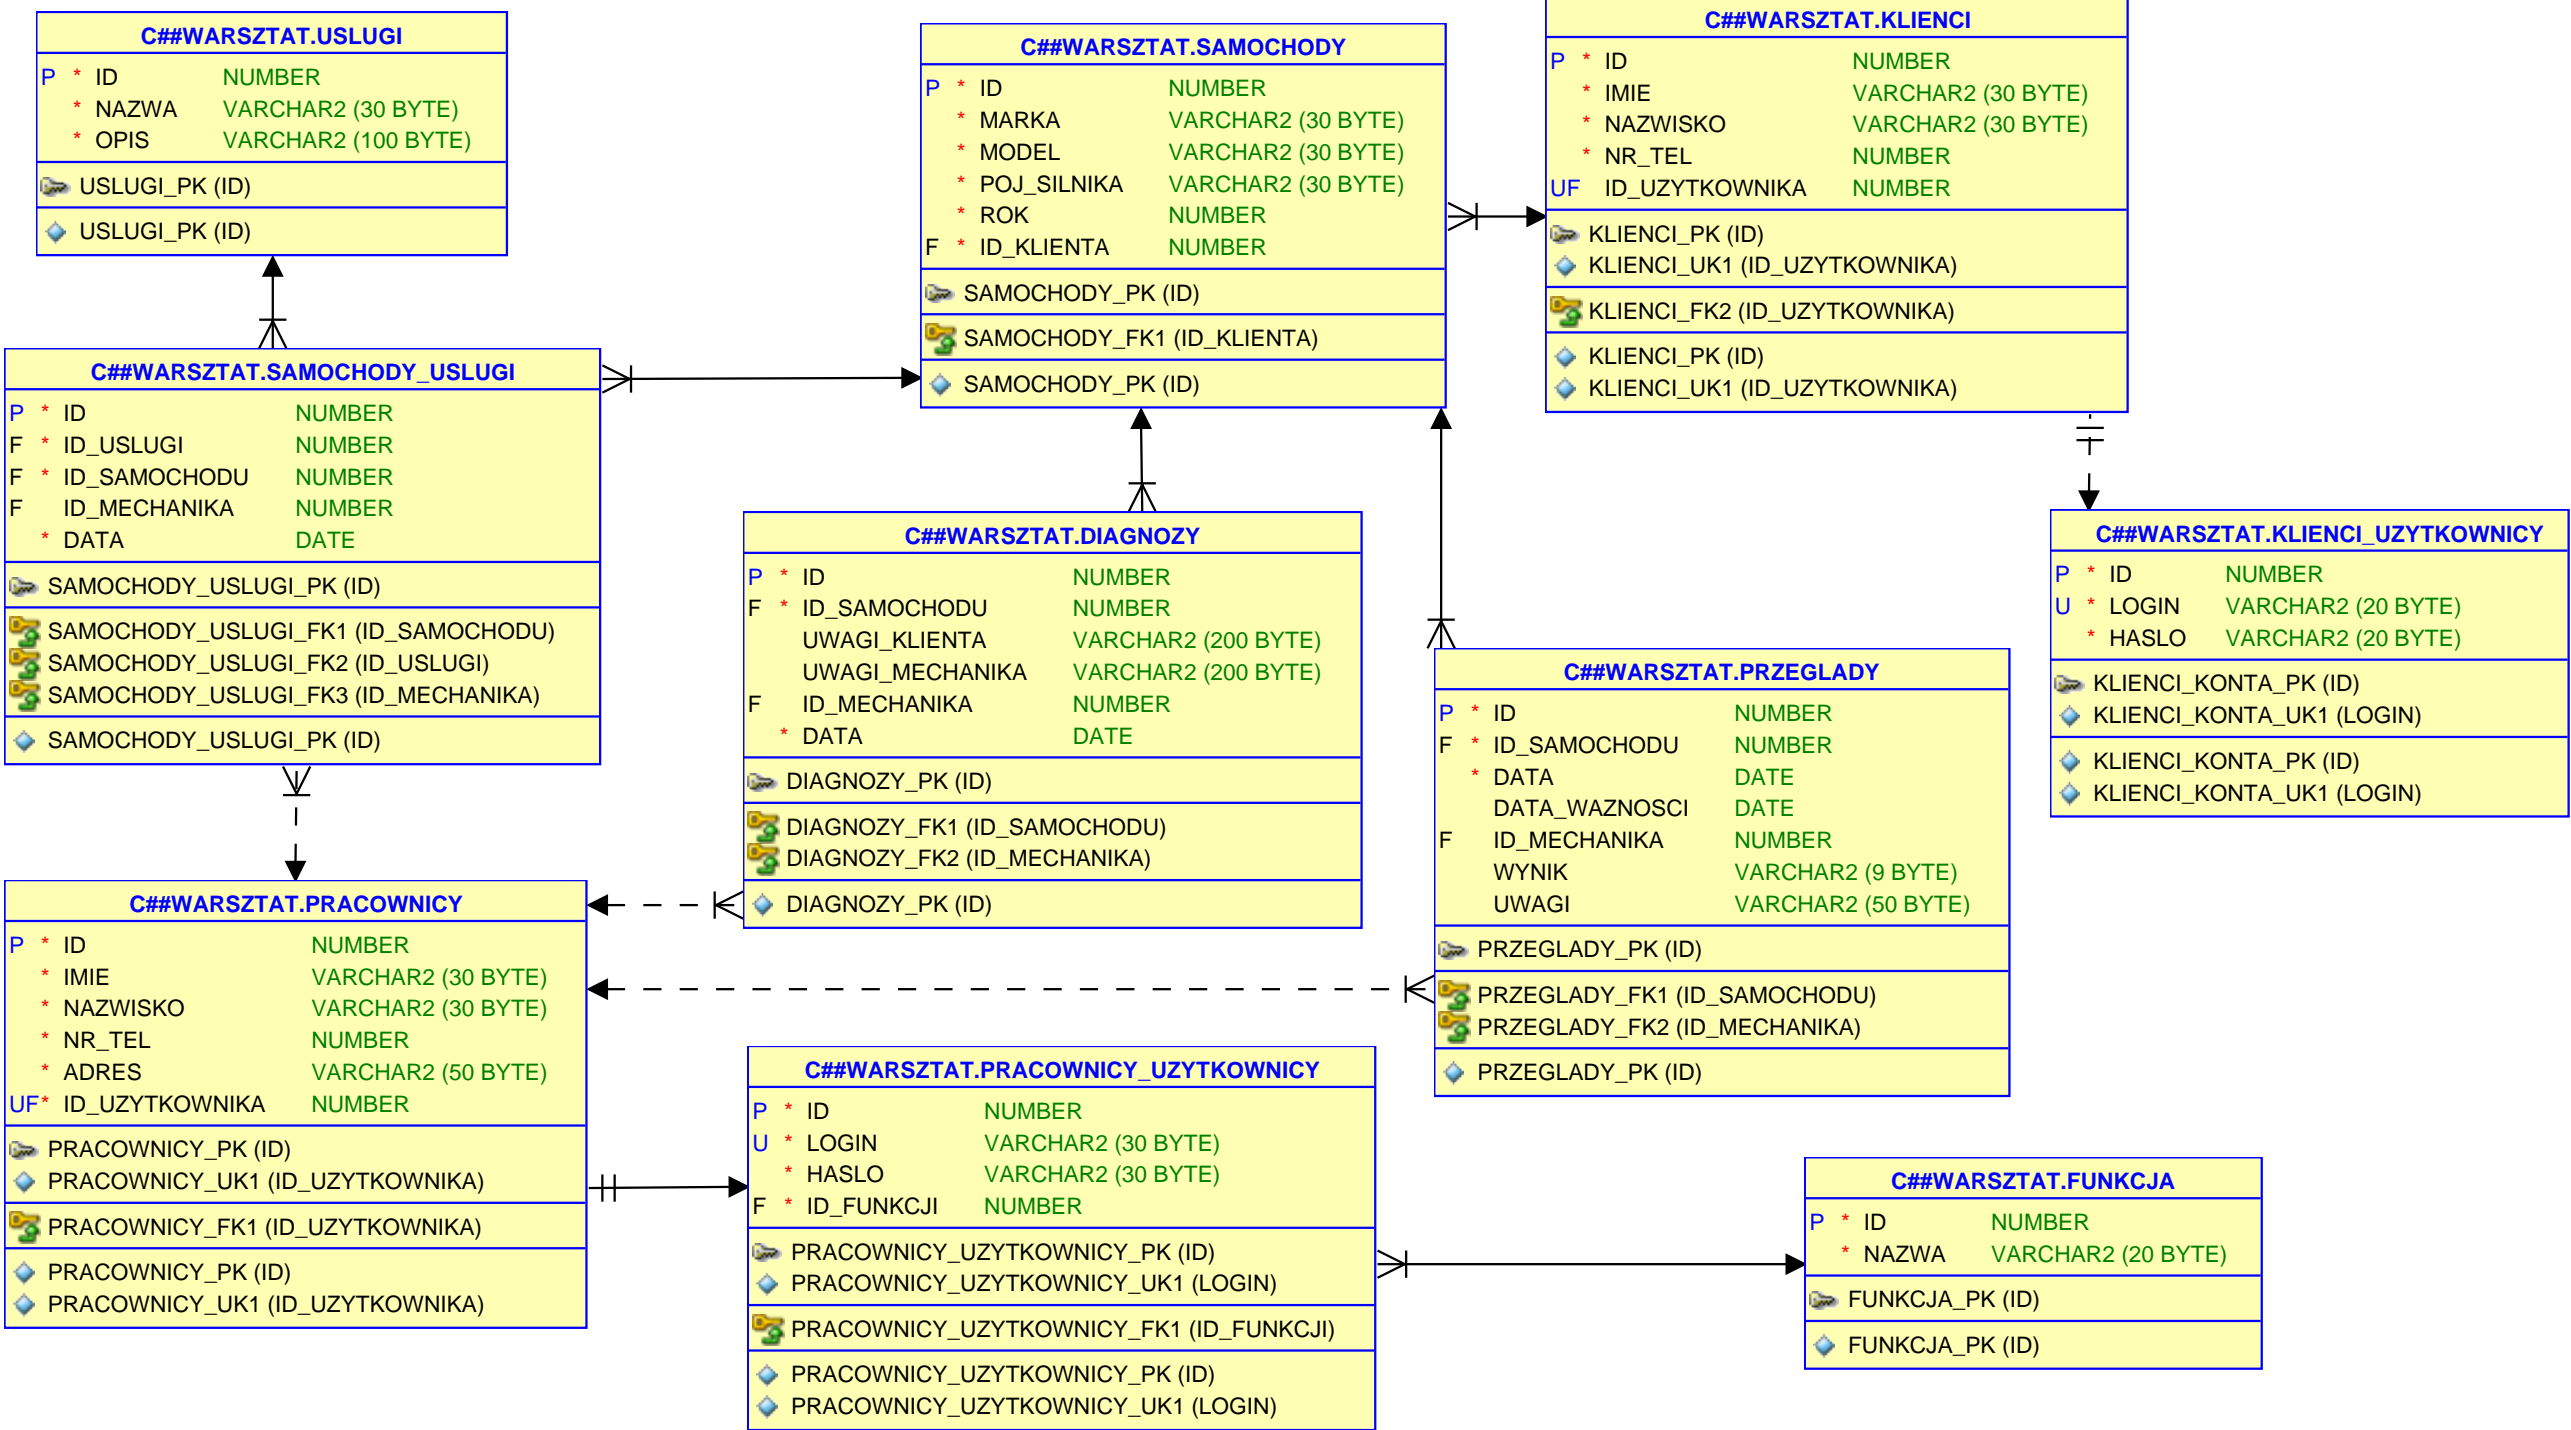 C##WARSZTAT.USLUGI
P * ID NUMBER
* NAZWA VARCHAR2 (30 BYTE)
* OPIS VARCHAR2 (100 BYTE)
USLUGI_PK (ID)
USLUGI_PK (ID)
C##WARSZTAT.SAMOCHODY
P * ID NUMBER
* MARKA VARCHAR2 (30 BYTE)
* MODEL VARCHAR2 (30 BYTE)
* POJ_SILNIKA VARCHAR2 (30 BYTE)
* ROK NUMBER
F * ID_KLIENTA NUMBER
SAMOCHODY_PK (ID)
SAMOCHODY_FK1 (ID_KLIENTA)
SAMOCHODY_PK (ID)
C##WARSZTAT.KLIENCI
P * ID NUMBER
* IMIE VARCHAR2 (30 BYTE)
* NAZWISKO VARCHAR2 (30 BYTE)
* NR_TEL NUMBER
UF ID_UZYTKOWNIKA NUMBER
KLIENCI_PK (ID)
KLIENCI_UK1 (ID_UZYTKOWNIKA)
KLIENCI_FK2 (ID_UZYTKOWNIKA)
KLIENCI_PK (ID)
KLIENCI_UK1 (ID_UZYTKOWNIKA)
C##WARSZTAT.SAMOCHODY_USLUGI
P * ID NUMBER
F * ID_USLUGI NUMBER
F * ID_SAMOCHODU NUMBER
F ID_MECHANIKA NUMBER
* DATA DATE
SAMOCHODY_USLUGI_PK (ID)
SAMOCHODY_USLUGI_FK1 (ID_SAMOCHODU)
SAMOCHODY_USLUGI_FK2 (ID_USLUGI)
SAMOCHODY_USLUGI_FK3 (ID_MECHANIKA)
SAMOCHODY_USLUGI_PK (ID)
C##WARSZTAT.DIAGNOZY
P * ID NUMBER
F * ID_SAMOCHODU NUMBER
UWAGI_KLIENTA VARCHAR2 (200 BYTE)
UWAGI_MECHANIKA VARCHAR2 (200 BYTE)
F ID_MECHANIKA NUMBER
* DATA DATE
DIAGNOZY_PK (ID)
DIAGNOZY_FK1 (ID_SAMOCHODU)
DIAGNOZY_FK2 (ID_MECHANIKA)
DIAGNOZY_PK (ID)
C##WARSZTAT.KLIENCI_UZYTKOWNICY
P * ID NUMBER
U * LOGIN VARCHAR2 (20 BYTE)
* HASLO VARCHAR2 (20 BYTE)
KLIENCI_KONTA_PK (ID)
KLIENCI_KONTA_UK1 (LOGIN)
KLIENCI_KONTA_PK (ID)
KLIENCI_KONTA_UK1 (LOGIN)
C##WARSZTAT.PRZEGLADY
P * ID NUMBER
F * ID_SAMOCHODU NUMBER
* DATA DATE
DATA_WAZNOSCI DATE
F ID_MECHANIKA NUMBER
WYNIK VARCHAR2 (9 BYTE)
UWAGI VARCHAR2 (50 BYTE)
PRZEGLADY_PK (ID)
PRZEGLADY_FK1 (ID_SAMOCHODU)
PRZEGLADY_FK2 (ID_MECHANIKA)
PRZEGLADY_PK (ID)
C##WARSZTAT.PRACOWNICY
P * ID NUMBER
* IMIE VARCHAR2 (30 BYTE)
* NAZWISKO VARCHAR2 (30 BYTE)
* NR_TEL NUMBER
* ADRES VARCHAR2 (50 BYTE)
UF* ID_UZYTKOWNIKA NUMBER
PRACOWNICY_PK (ID)
PRACOWNICY_UK1 (ID_UZYTKOWNIKA)
PRACOWNICY_FK1 (ID_UZYTKOWNIKA)
PRACOWNICY_PK (ID)
PRACOWNICY_UK1 (ID_UZYTKOWNIKA)
C##WARSZTAT.PRACOWNICY_UZYTKOWNICY
P * ID NUMBER
U * LOGIN VARCHAR2 (30 BYTE)
* HASLO VARCHAR2 (30 BYTE)
F * ID_FUNKCJI NUMBER
PRACOWNICY_UZYTKOWNICY_PK (ID)
PRACOWNICY_UZYTKOWNICY_UK1 (LOGIN)
PRACOWNICY_UZYTKOWNICY_FK1 (ID_FUNKCJI)
PRACOWNICY_UZYTKOWNICY_PK (ID)
PRACOWNICY_UZYTKOWNICY_UK1 (LOGIN)
C##WARSZTAT.FUNKCJA
P * ID NUMBER
* NAZWA VARCHAR2 (20 BYTE)
FUNKCJA_PK (ID)
FUNKCJA_PK (ID)